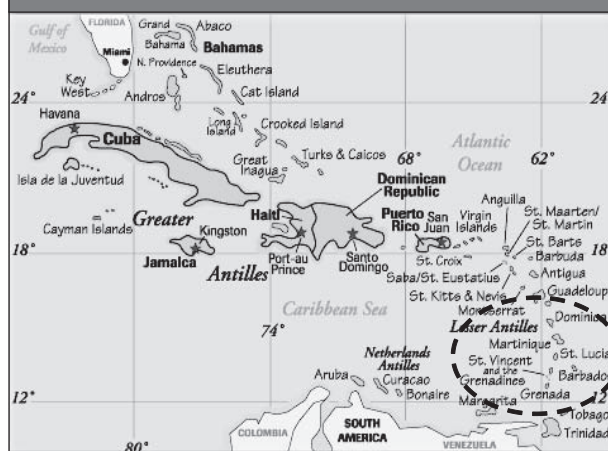 FLORIDA
Gulf of
Mexico
Miami
Grand
Bahama
Abaco
Bahamas
N. Providence
Eleuthera
Key
West
Andros
Cat Island
24°
24°
Havana
Cuba
Long
Island
Crooked Island
Great
Inagua
Turks & Caicos
Atlantic
Ocean
68°
62°
Isla de la Juventud
Dominican
Republic
Anguilla
Greater
Haiti
Puerto
Rico
San
Juan
Virgin
Islands
St. Maarten/
St. Martin
Cayman Islands
Kingston
St. Barts
Barbuda
18°
18°
Jamaica
Antilles
Port-au
Prince
Santo
Domingo
St. Croix
Saba/St. Eustatius
Antigua
St. Kitts & Nevis
Guadeloup
Caribbean Sea
Montserrat
Dominica
74°
Lesser Antilles
Martinique
St. Lucia
Netherlands
Antilles
St. Vincent
and the
Grenadines
Barbados
Aruba
Curacao
Bonaire
Grenada
12°
12
Margarita
Tobago
Trinidad
COLOMBIA
SOUTH
AMERICA
VENEZUELA
80°